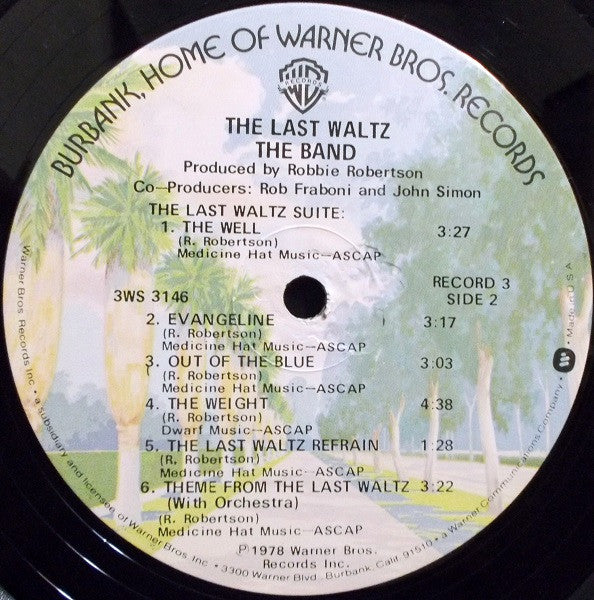 BURBANK, HOME OF WARNER BROS. RECORDS
WB
RECORDS
THE LAST WALTZ
THE BAND
Produced by Robbie Robertson
Co-Producers: Rob Fraboni and John Simon
THE LAST WALTZ SUITE:
1. THE WELL 3:27
(R. Robertson)
Medicine Hat Music-ASCAP
3WS 3146
RECORD 3
SIDE 2
2. EVANGELINE 3:17
(R. Robertson)
Medicine Hat Music-ASCAP
3. OUT OF THE BLUE 3:03
(R. Robertson)
Medicine Hat Music-ASCAP
4. THE WEIGHT 4:38
(R. Robertson)
Dwarf Music-ASCAP
5. THE LAST WALTZ REFRAIN 1:28
(R. Robertson)
Medicine Hat Music-ASCAP
6. THEME FROM THE LAST WALTZ 3:22
(With Orchestra)
(R. Robertson)
Medicine Hat Music-ASCAP
℗1978 Warner Bros.
Records Inc.
Warner Bros. Records Inc. • a subsidiary and licensee of Warner Bros. Inc. • 3300 Warner Blvd., Burbank, Calif. 91510 • a Warner Communications Company • Made in U S A